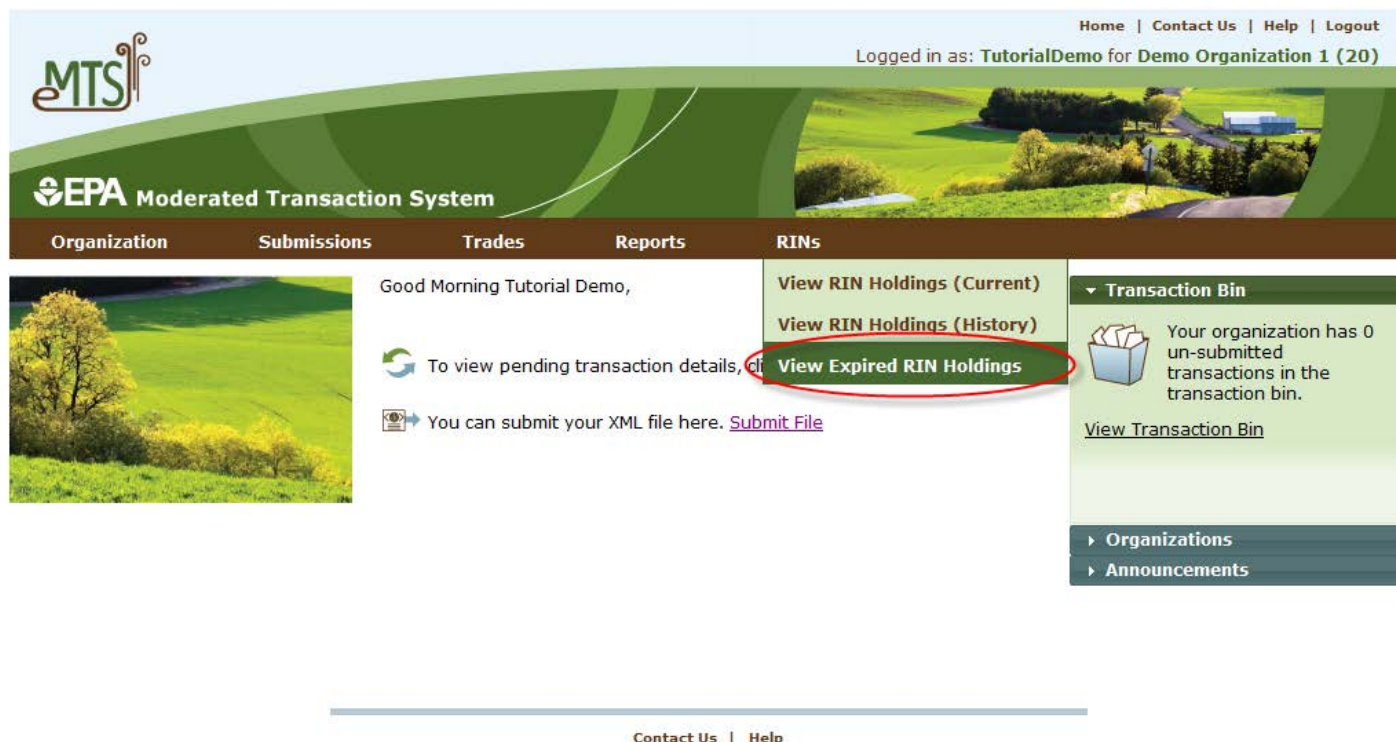 Home | Contact Us | Help | Logout
Logged in as: TutorialDemo for Demo Organization 1 (20)
eMTS
EPA Moderated Transaction System
Organization Submissions Trades Reports RINs
Good Morning Tutorial Demo,
To view pending transaction details, cli
You can submit your XML file here. Submit File
View RIN Holdings (Current)
View RIN Holdings (History)
View Expired RIN Holdings
Transaction Bin
Your organization has 0
un-submitted
transactions in the
transaction bin.
View Transaction Bin
Organizations
Announcements
Contact Us | Help